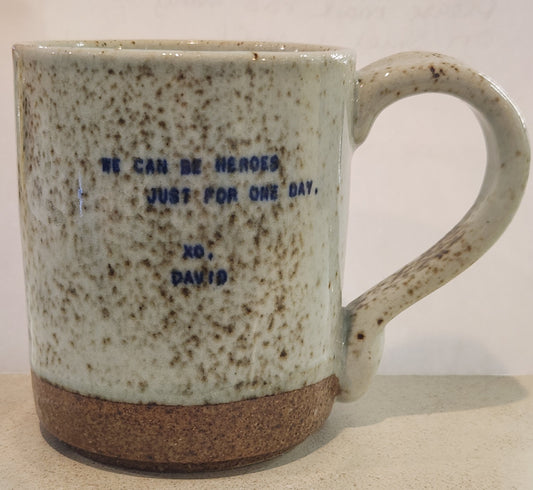 WE CAN BE HEROES
JUST FOR ONE DAY.
XO,
DAVID